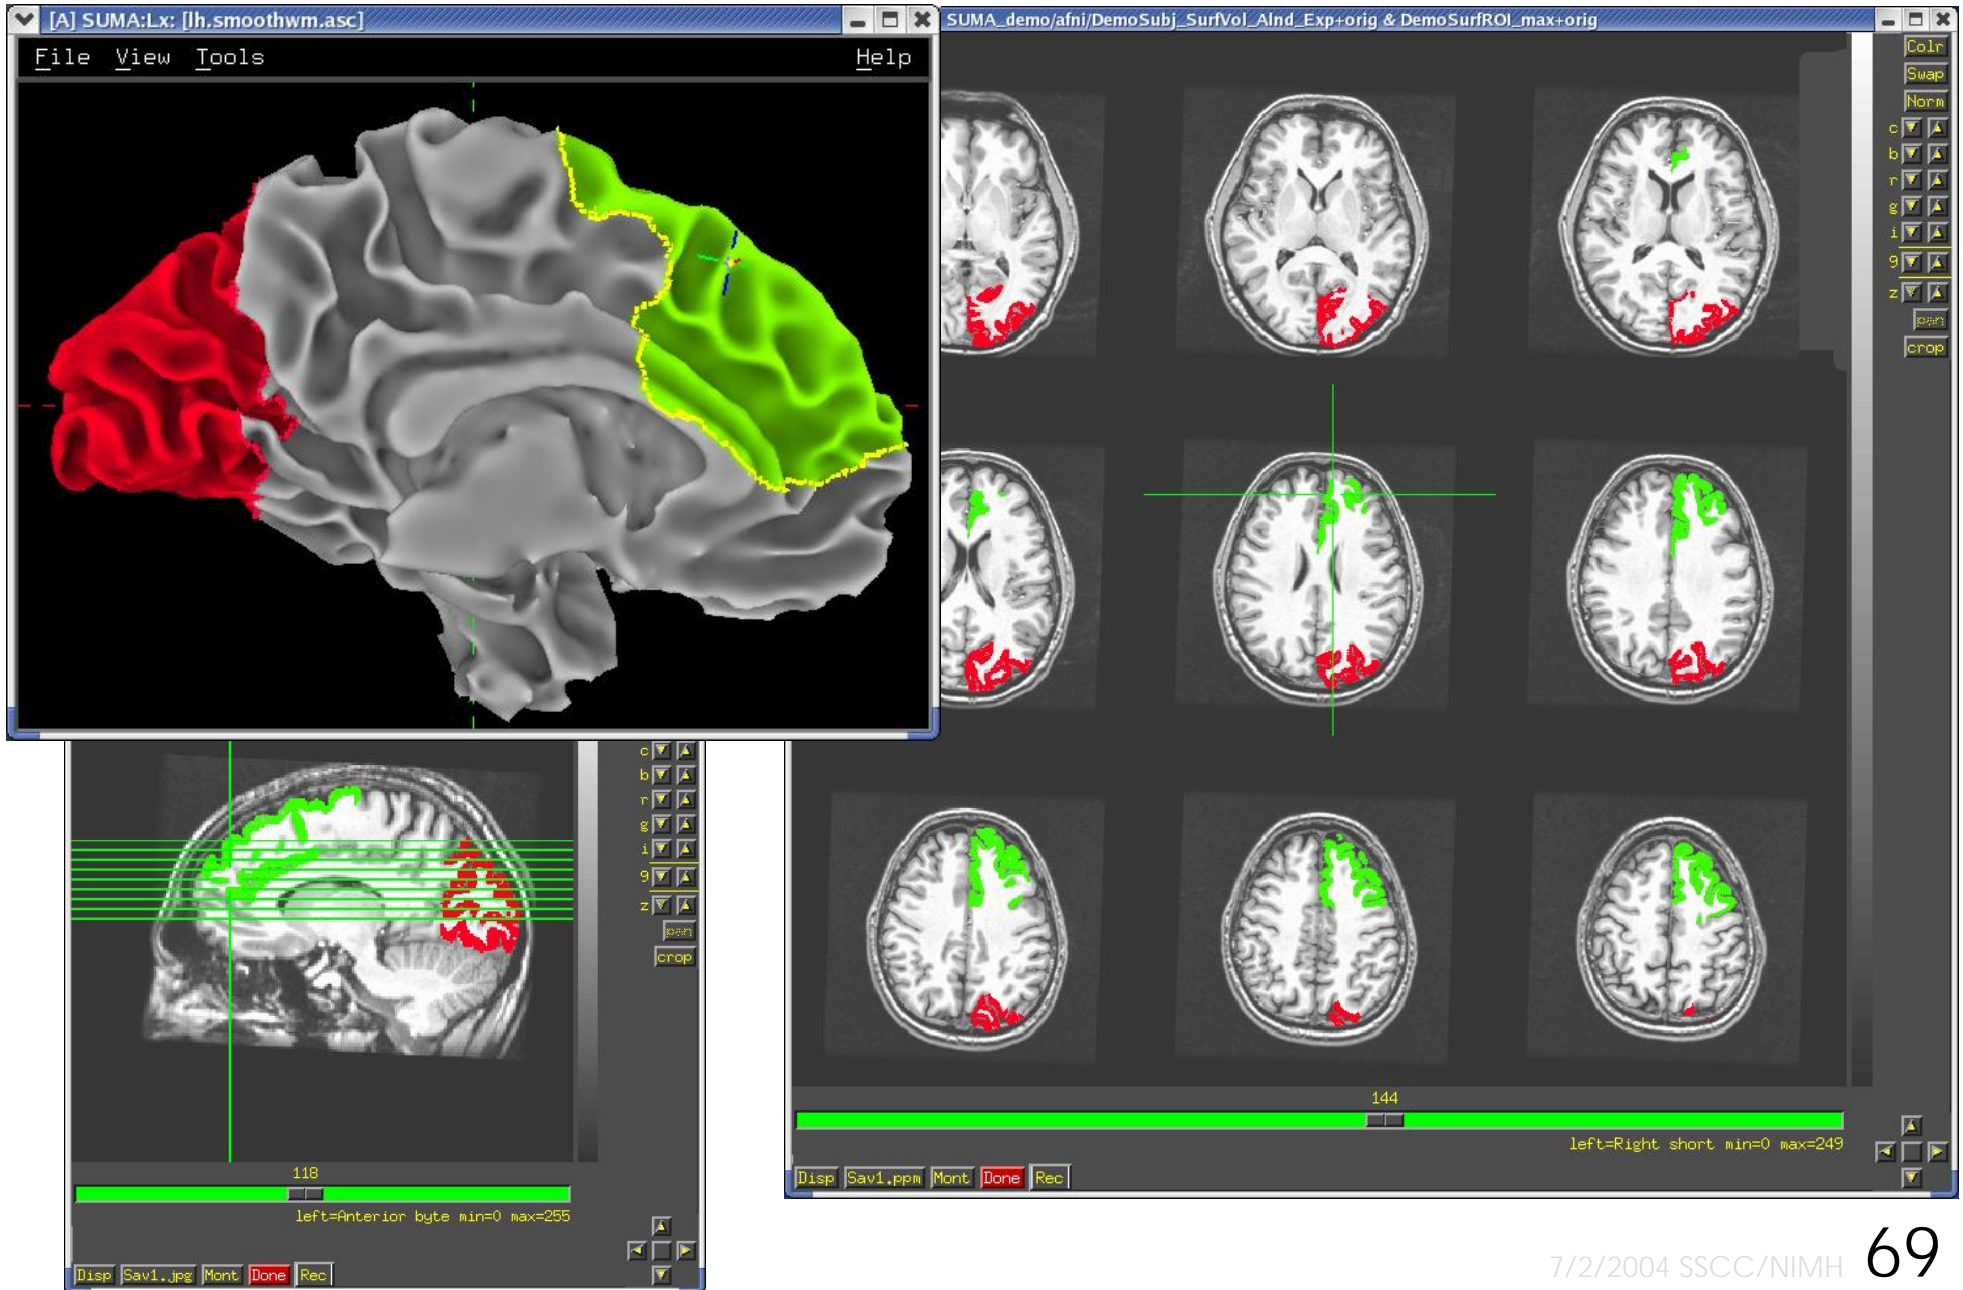 [A] SUMA:Lx: [lh.smoothwm.asc]
File View Tools Help
SUMA_demo/afni/DemoSubj_SurfVol_Alnd_Exp+orig & DemoSurfROI_max+orig
Colr
Swap
Norm
c
b
r
g
i
9
z
pan
crop
c
b
r
g
i
9
z
pan
crop
118
left=Anterior byte min=0 max=255
Disp Sav1.jpg Mont Done Rec
144
left=Right short min=0 max=249
Disp Sav1.ppm Mont Done Rec
7/2/2004 SSCC/NIMH 69